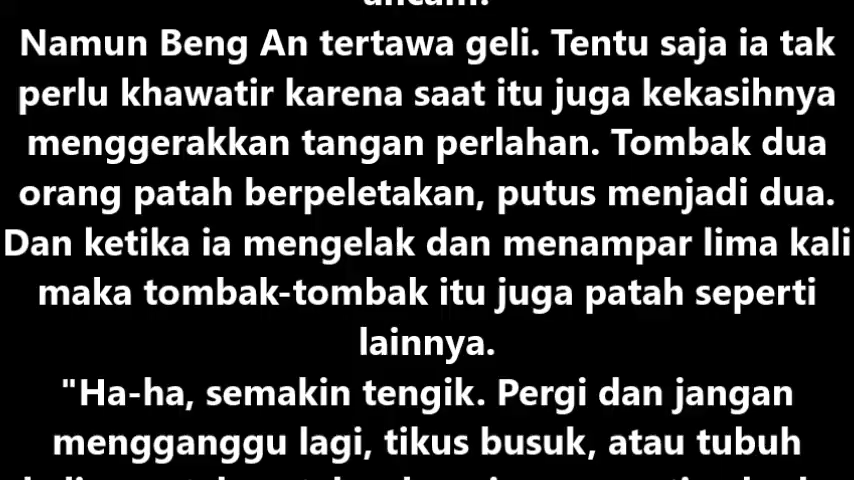 Namun Beng An tertawa geli. Tentu saja ia tak
perlu khawatir karena saat itu juga kekasihnya
menggerakkan tangan perlahan. Tombak dua
orang patah berpeletakan, putus menjadi dua.
Dan ketika ia mengelak dan menampar lima kali
maka tombak-tombak itu juga patah seperti
lainnya.
"Ha-ha, semakin tengik. Pergi dan jangan
mengganggu lagi, tikus busuk, atau tubuh